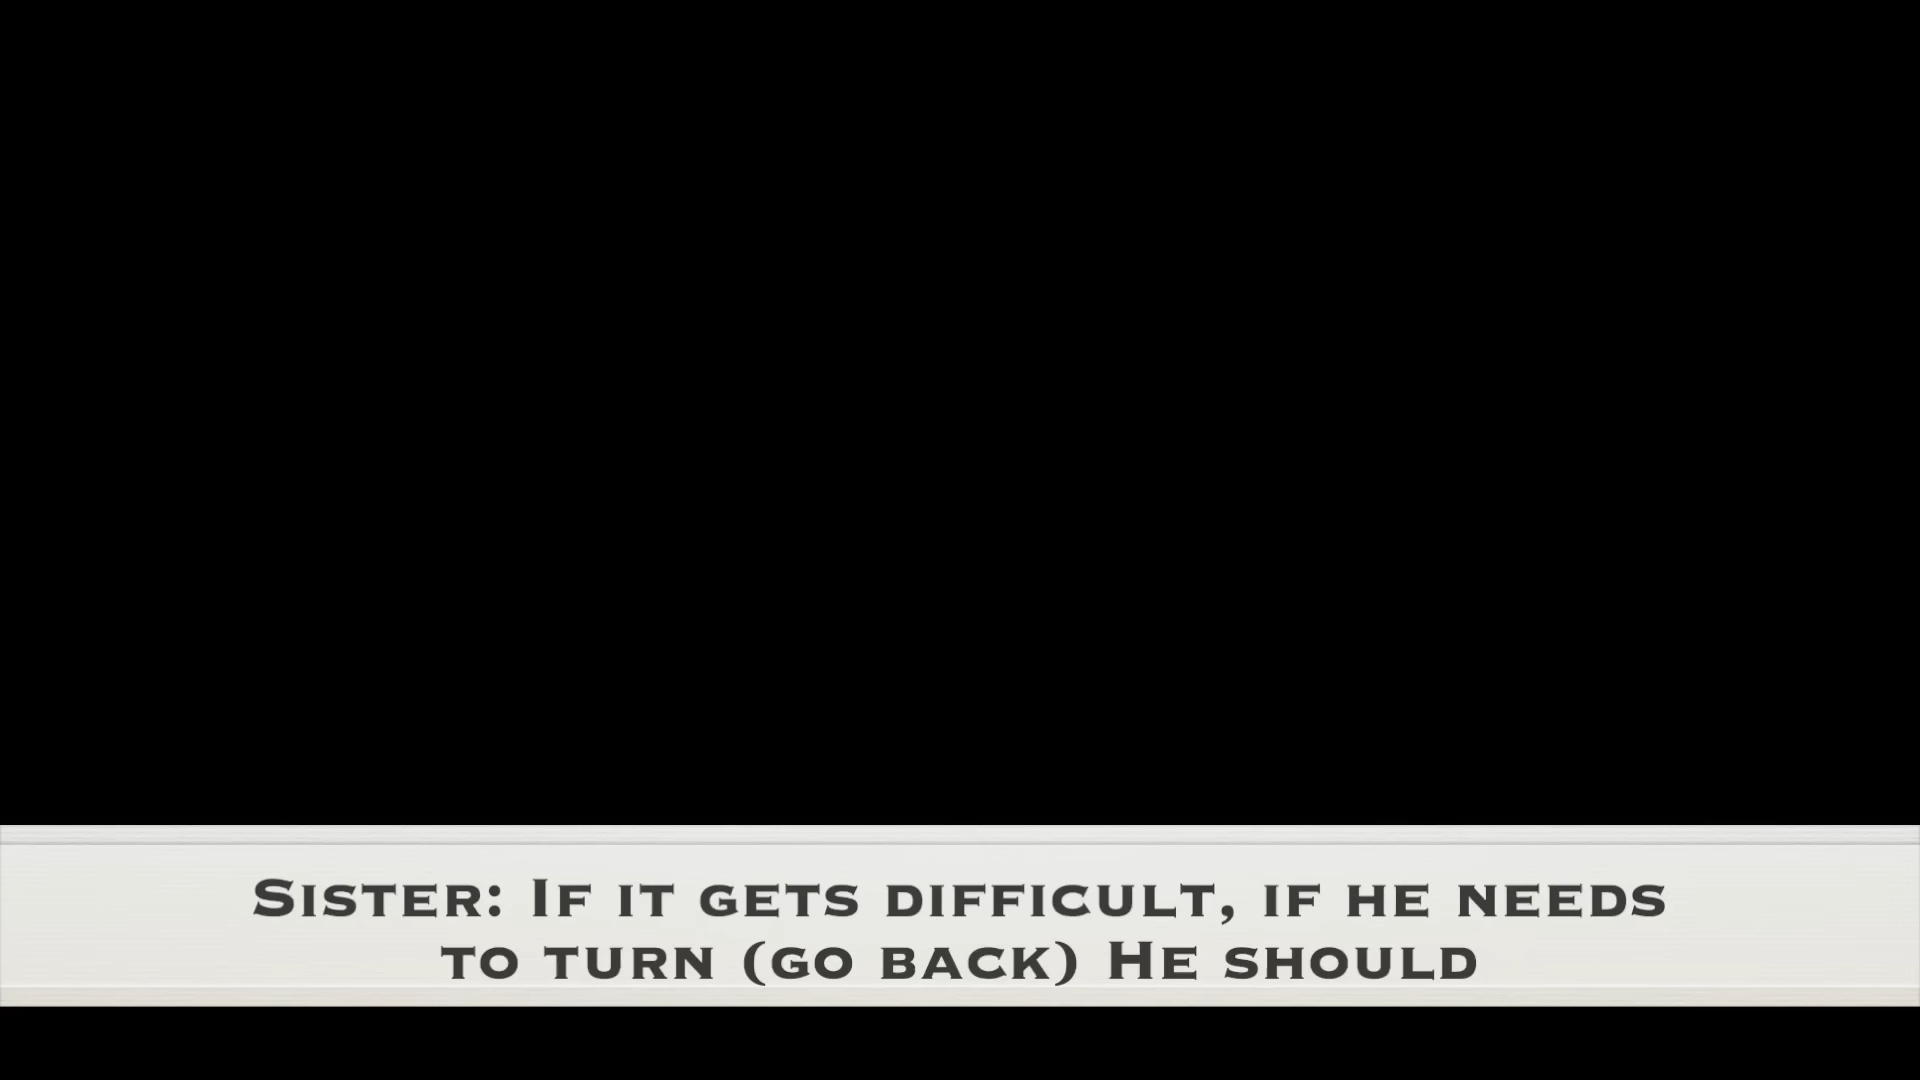 Sister: If it gets difficult, if he needs
to turn (go back) He should